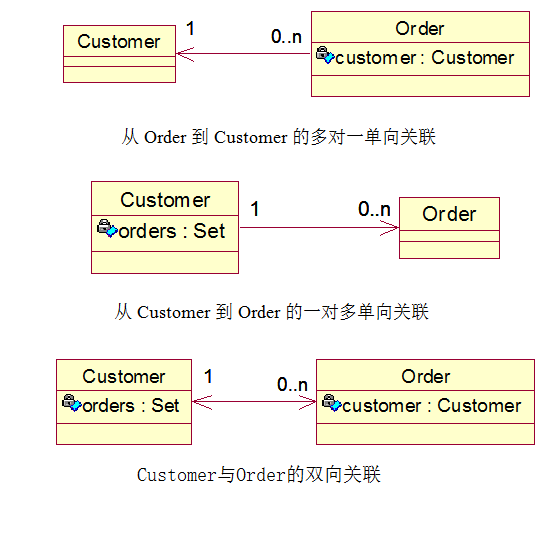 Customer
1
0..n
Order
customer : Customer
从 Order 到 Customer 的多对一单向关联
Customer
orders : Set
1
0..n
Order
从 Customer 到 Order 的一对多单向关联
Customer
orders : Set
1
0..n
Order
customer : Customer
Customer与Order的双向关联